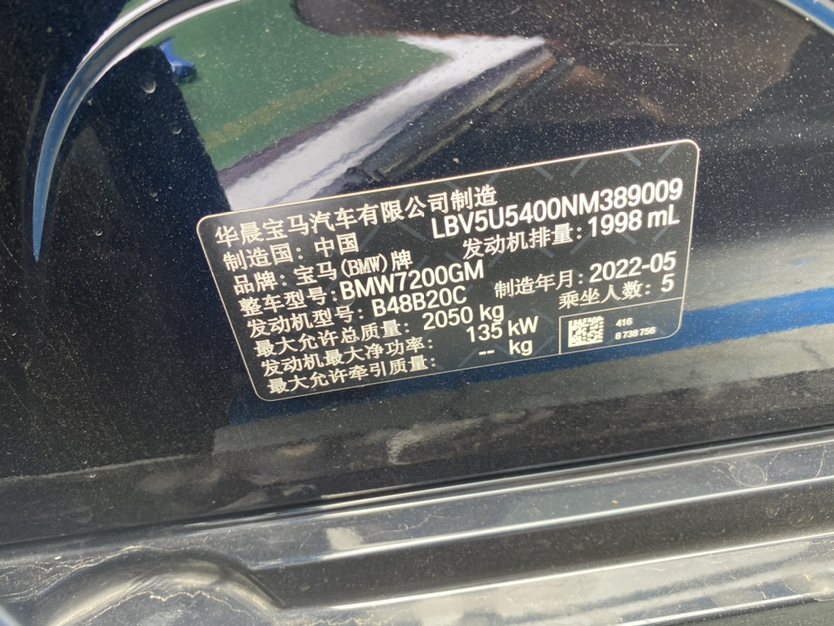 华晨宝马汽车有限公司制造
制造国：中国 LBV5U5400NM389009
品牌：宝马(BMW)牌 发动机排量：1998 mL
整车型号：BMW7200GM
发动机型号：B48B20C 制造年月：2022-05
最大允许总质量：2050 kg 乘坐人数：5
发动机最大净功率：135 kW
最大允许牵引质量：-- kg
416
8 738 756